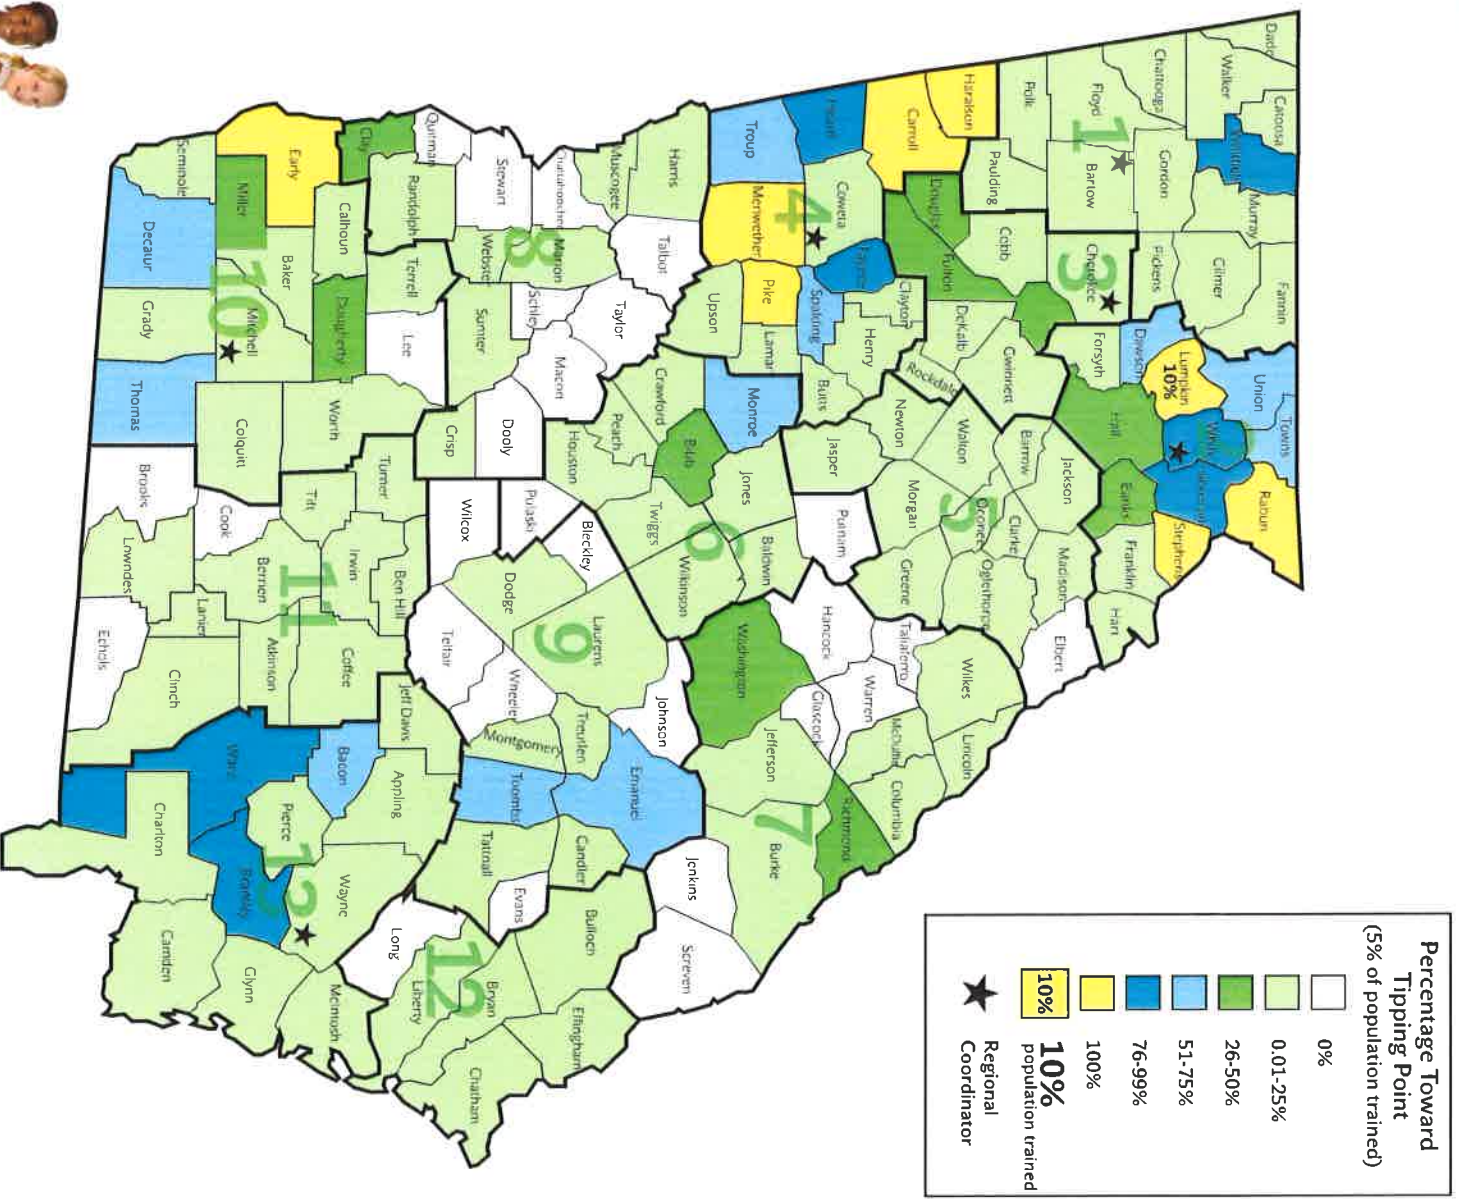 Percentage Toward
Tipping Point
(5% of population trained)
0%
0.01-25%
26-50%
51-75%
76-99%
100%
10%
10%
population trained
Regional
Coordinator
Dade
Walker
Catoosa
Whitfield
Murray
Fannin
Union
Towns
Rabun
Chattooga
Gordon
Gilmer
Lumpkin
10%
White
Habersham
Stephens
Floyd
1
Bartow
Pickens
Dawson
Cherokee
3
Forsyth
Hall
Banks
Franklin
Hart
Polk
Paulding
Cobb
Fulton
Gwinnett
Jackson
Barrow
Madison
Elbert
Haralson
Carroll
Douglas
DeKalb
Rockdale
Walton
Newton
Clarke
Oconee
5
Oglethorpe
Wilkes
Lincoln
Heard
Coweta
4
Fayette
Clayton
Henry
Morgan
Greene
Taliaferro
McDuffie
Columbia
Troup
Meriwether
Spalding
Pike
Lamar
Butts
Jasper
Putnam
Hancock
Warren
Glascock
Richmond
Harris
Talbot
Upson
Monroe
Jones
Baldwin
Washington
Jefferson
Burke
7
Muscogee
Chattahoochee
Marion
8
Taylor
Crawford
Bibb
Peach
Twiggs
6
Wilkinson
Johnson
Emanuel
Jenkins
Screven
Stewart
Webster
Schley
Macon
Houston
Bleckley
Laurens
9
Treutlen
Candler
Bulloch
Effingham
Quitman
Randolph
Terrell
Sumter
Lee
Dooly
Crisp
Pulaski
Wilcox
Dodge
Telfair
Wheeler
Montgomery
Toombs
Tattnall
Evans
Bryan
12
Chatham
Clay
Calhoun
Dougherty
Worth
Turner
Ben Hill
Irwin
Tift
11
Coffee
Jeff Davis
Appling
Bacon
Wayne
Long
Liberty
McIntosh
Early
Miller
Baker
10
Mitchell
Colquitt
Cook
Berrien
Lanier
Atkinson
Ware
Pierce
Brantley
Glynn
Seminole
Decatur
Grady
Thomas
Brooks
Lowndes
Echols
Clinch
Charlton
Camden